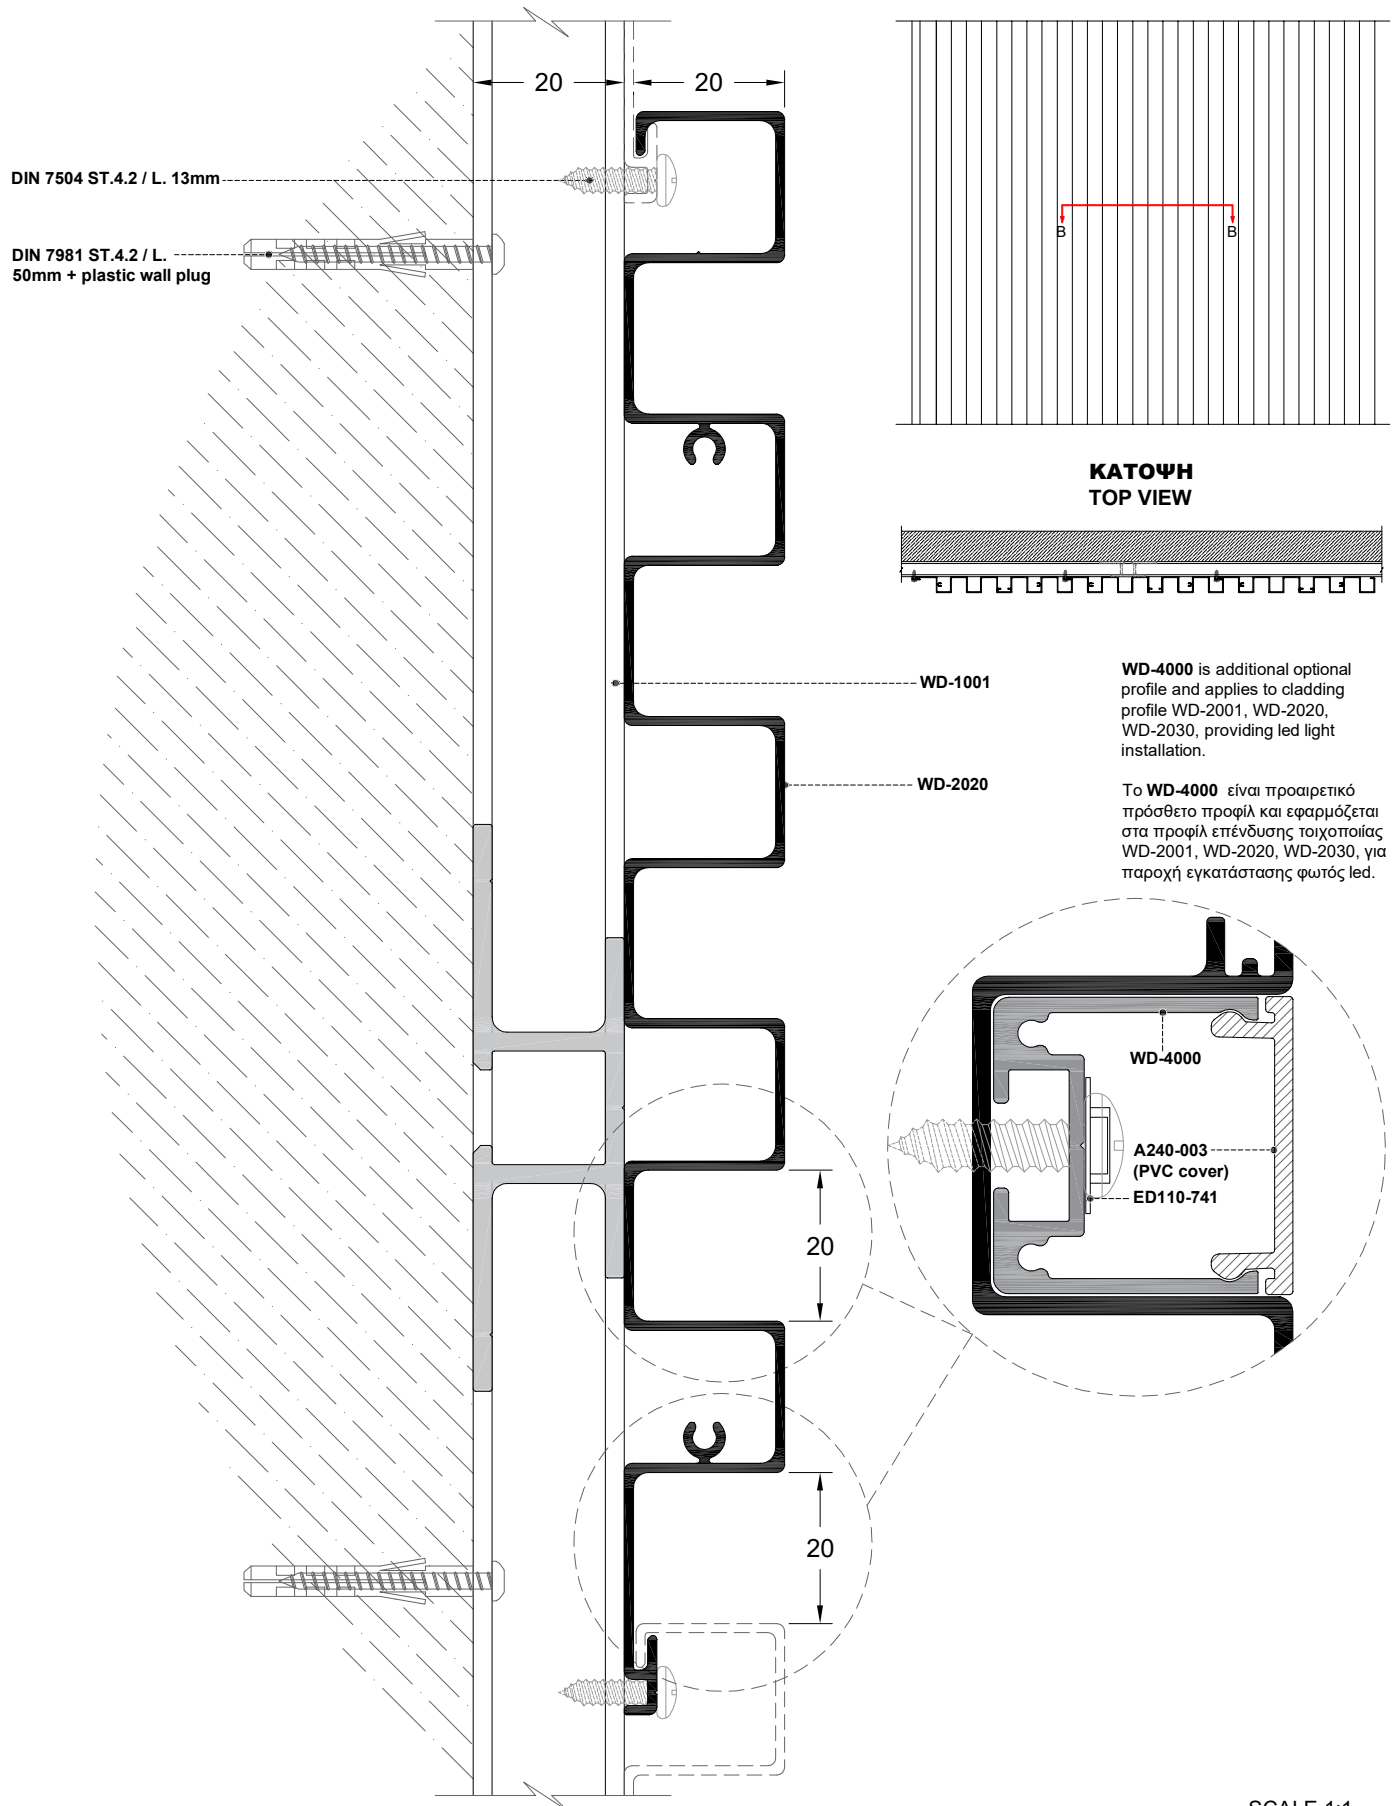 20
20
DIN 7504 ST.4.2 / L. 13mm
DIN 7981 ST.4.2 / L.
50mm + plastic wall plug
B
B
ΚΑΤΟΨΗ
TOP VIEW
WD-1001
WD-2020
WD-4000 is additional optional
profile and applies to cladding
profile WD-2001, WD-2020,
WD-2030, providing led light
installation.
Το WD-4000 είναι προαιρετικό
πρόσθετο προφίλ και εφαρμόζεται
στα προφίλ επένδυσης τοιχοποιίας
WD-2001, WD-2020, WD-2030, για
παροχή εγκατάστασης φωτός led.
WD-4000
A240-003
(PVC cover)
ED110-741
20
20
SCALE 1:1